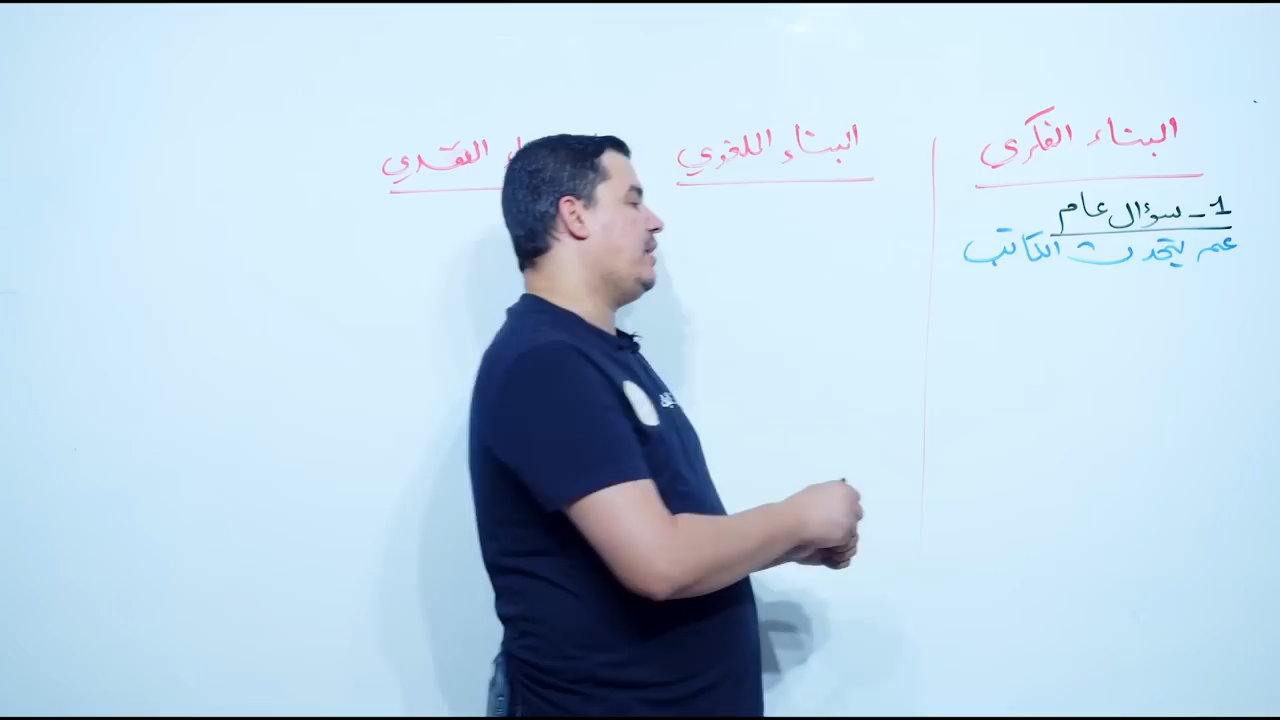 البناء الفكري
1 - سؤال عام
عم يتحدث الكاتب
البناء اللغوي
النقدي